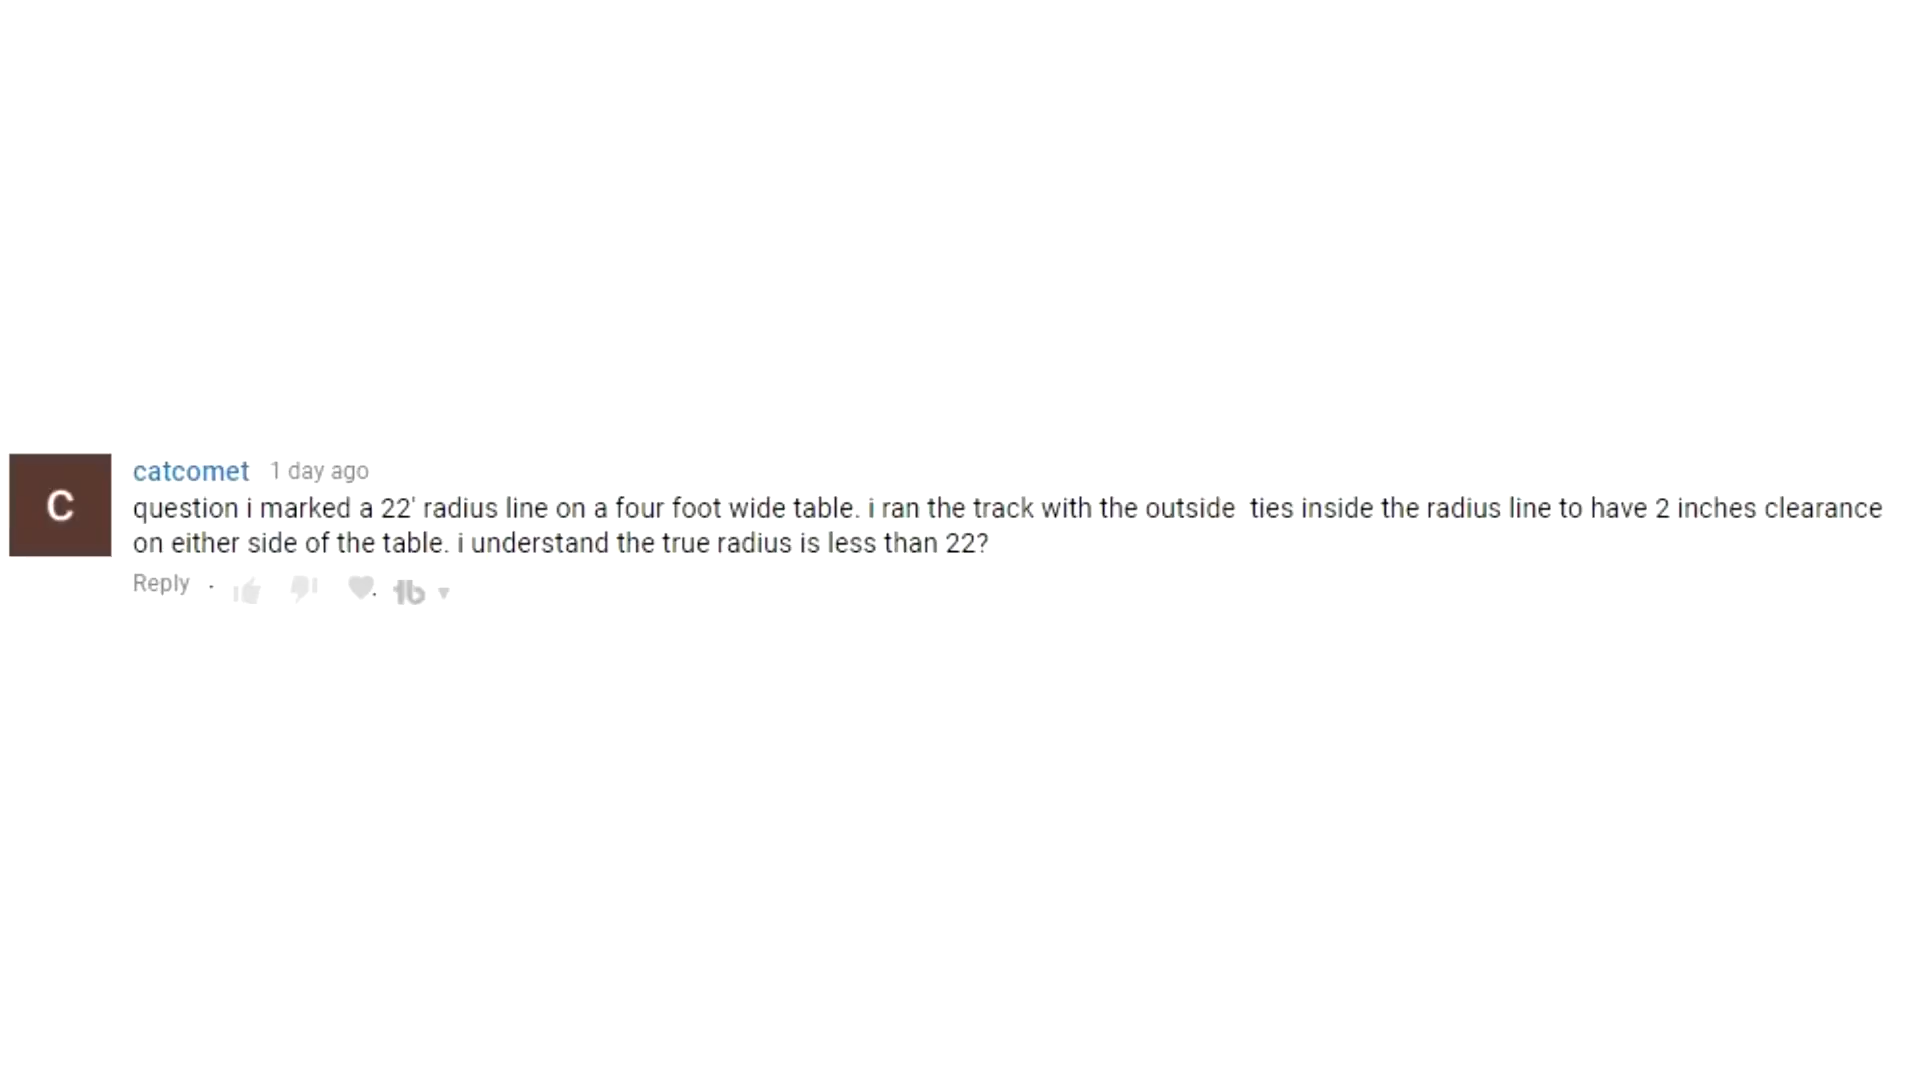 C
catcomet 1 day ago
question i marked a 22' radius line on a four foot wide table. i ran the track with the outside  ties inside the radius line to have 2 inches clearance
on either side of the table. i understand the true radius is less than 22?
Reply